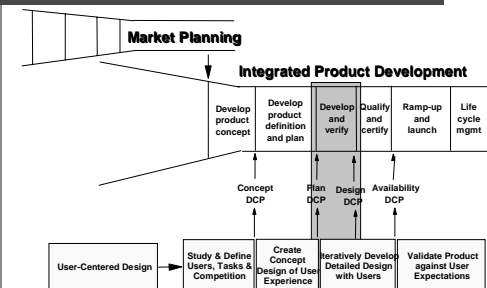 Market Planning
Integrated Product Development
Develop
product
concept
Develop
product
definition
and plan
Develop
and
verify
Qualify
and
certify
Ramp-up
and
launch
Life
cycle
mgmt
Concept
DCP
Plan
DCP
Design
DCP
Availability
DCP
User-Centered Design
Study & Define
Users, Tasks &
Competition
Create
Concept
Design of User
Experience
Iteratively Develop
Detailed Design
with Users
Validate Product
against User
Expectations